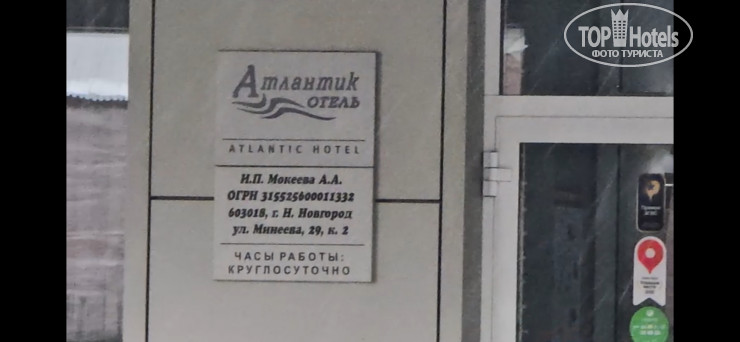 TOP Hotels
ФОТО ТУРИСТА
Атлантик
ОТЕЛЬ
ATLANTIC HOTEL
И.П. Мокеева А.А.
ОГРН 315525600011332
603018, г. Н. Новгород
ул. Минеева, 29, к. 2
ЧАСЫ РАБОТЫ:
КРУГЛОСУТОЧНО